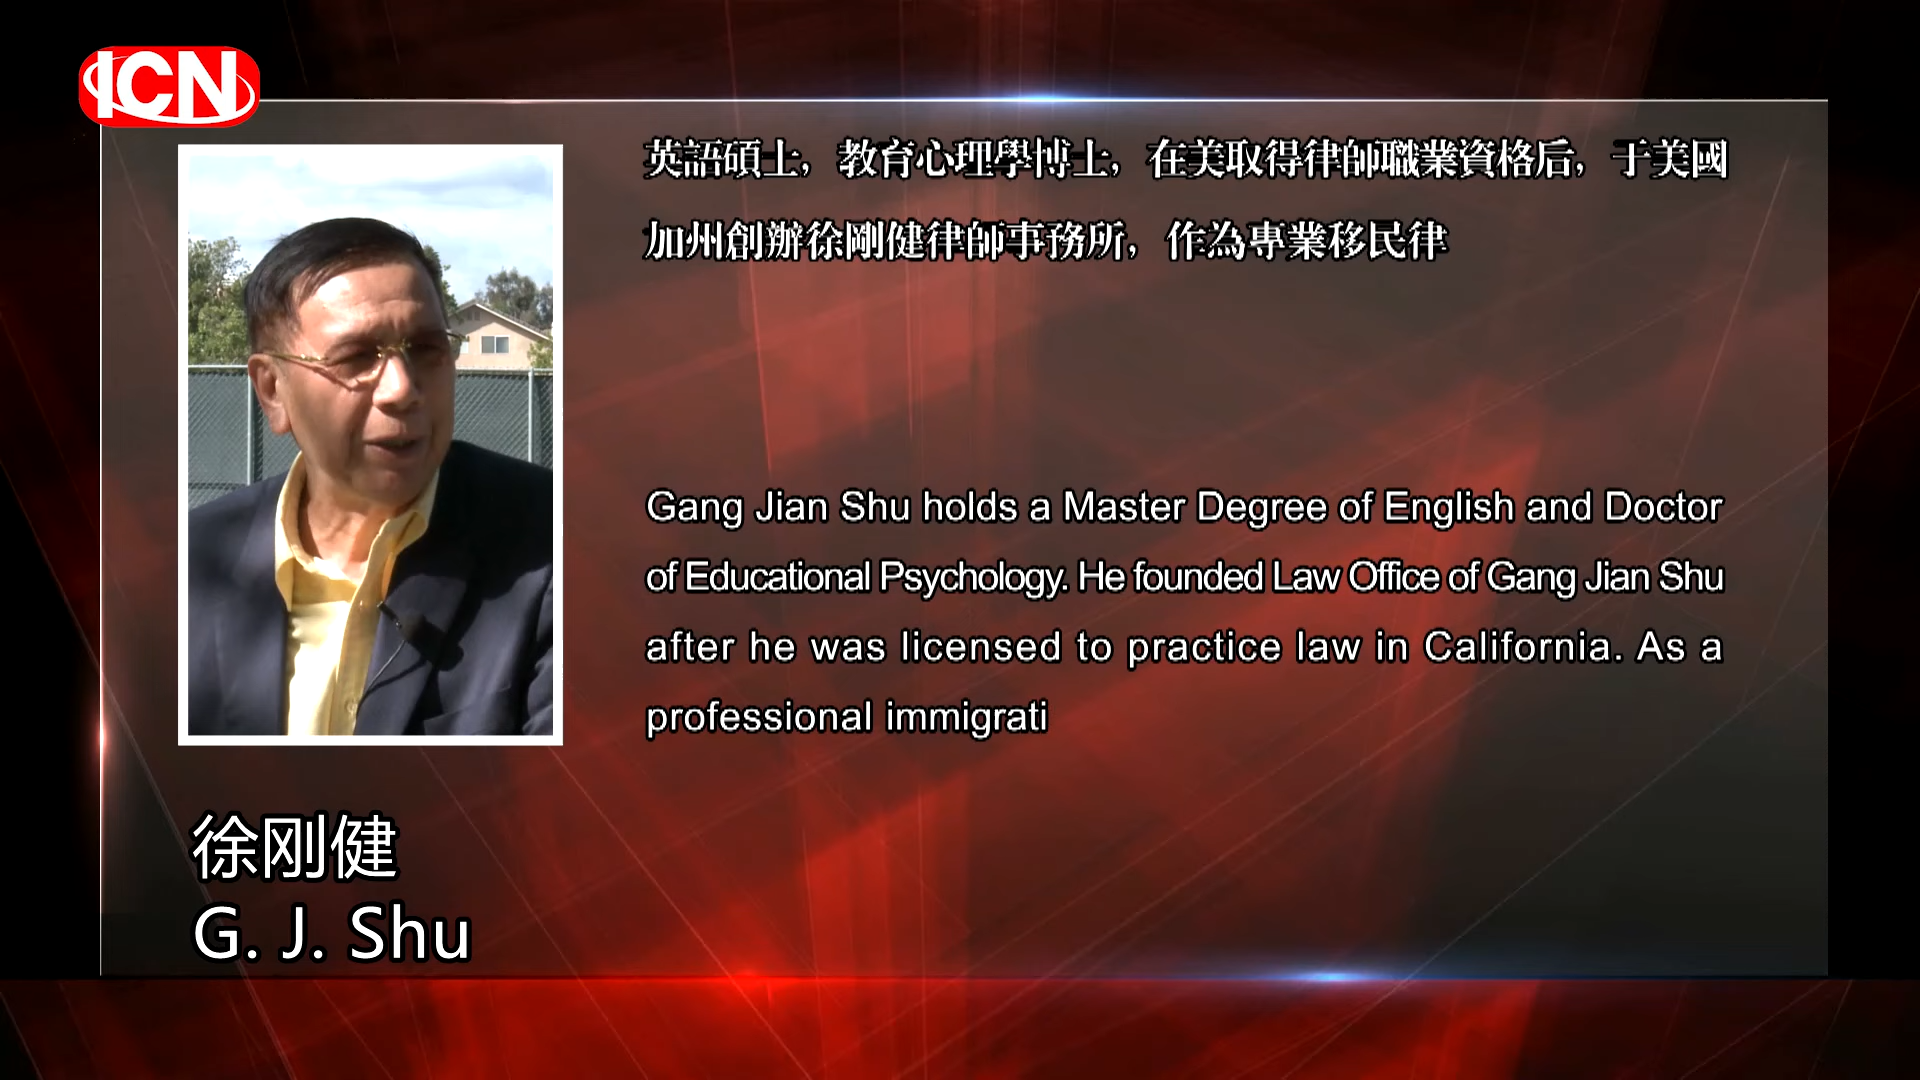 ICN
英語碩士，教育心理學博士，在美取得律師職業資格后，于美國
加州創辦徐剛健律師事務所，作為專業移民律
Gang Jian Shu holds a Master Degree of English and Doctor
of Educational Psychology. He founded Law Office of Gang Jian Shu
after he was licensed to practice law in California. As a
professional immigrati
徐刚健
G. J. Shu